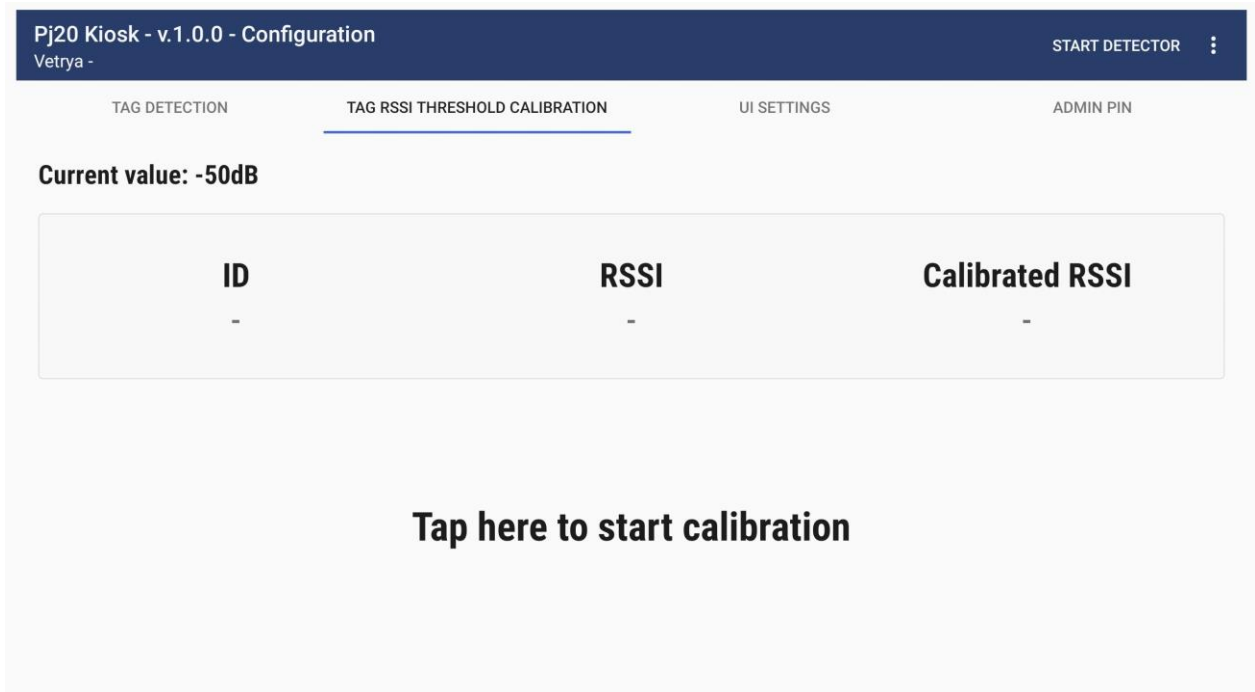 Pj20 Kiosk - v.1.0.0 - Configuration
Vetrya -
START DETECTOR
TAG DETECTION
TAG RSSI THRESHOLD CALIBRATION
UI SETTINGS
ADMIN PIN
Current value: -50dB
ID
RSSI
Calibrated RSSI
-
-
-
Tap here to start calibration